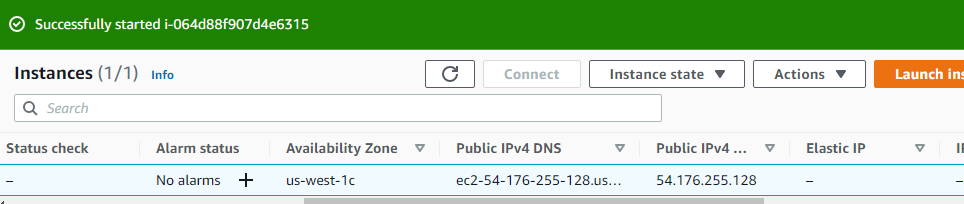 Successfully started i-064d88f907d4e6315
Instances (1/1) Info Connect Instance state Actions Launch ins
Search
Status check Alarm status Availability Zone Public IPv4 DNS Public IPv4 ... Elastic IP
– No alarms + us-west-1c ec2-54-176-255-128.us... 54.176.255.128 – –